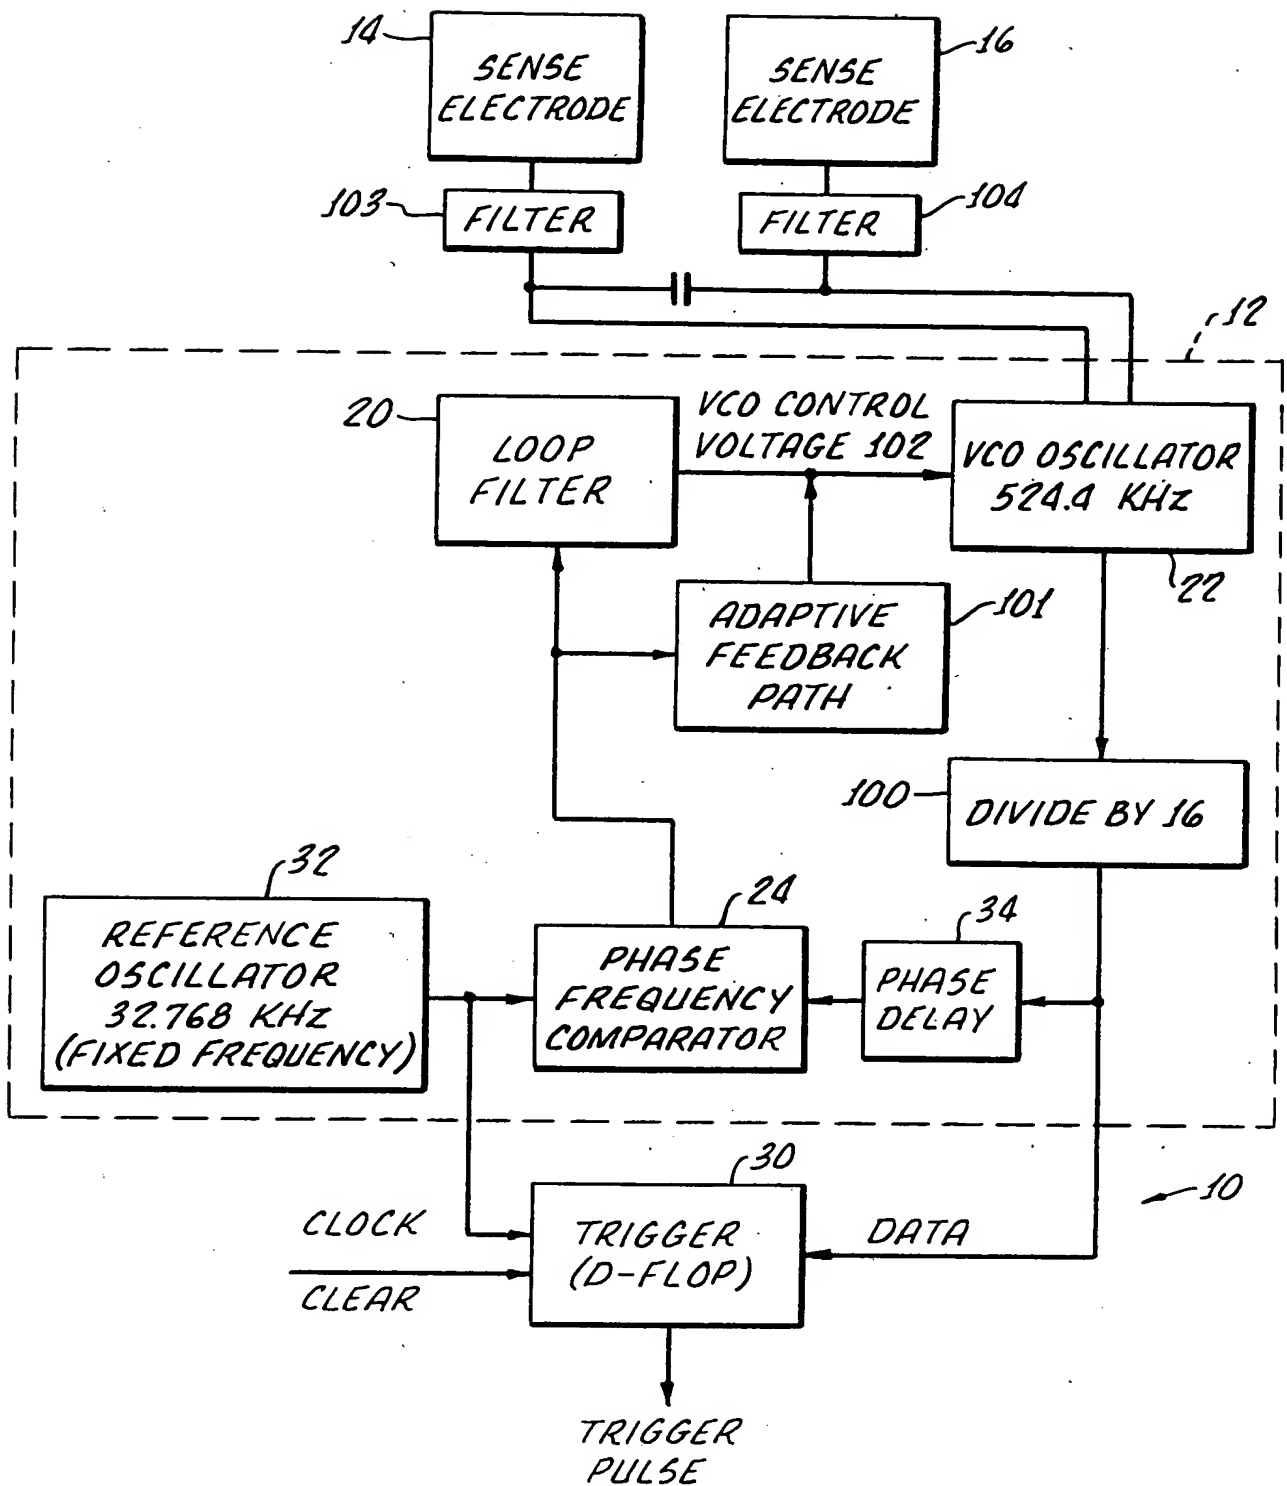 14
SENSE
ELECTRODE
16
SENSE
ELECTRODE
103
FILTER
104
FILTER
12
20
LOOP
FILTER
VCO CONTROL
VOLTAGE 102
VCO OSCILLATOR
524.4 KHz
22
ADAPTIVE
FEEDBACK
PATH
101
100
DIVIDE BY 16
32
REFERENCE
OSCILLATOR
32.768 KHz
(FIXED FREQUENCY)
24
PHASE
FREQUENCY
COMPARATOR
34
PHASE
DELAY
30
10
CLOCK
CLEAR
TRIGGER
(D-FLOP)
DATA
TRIGGER
PULSE